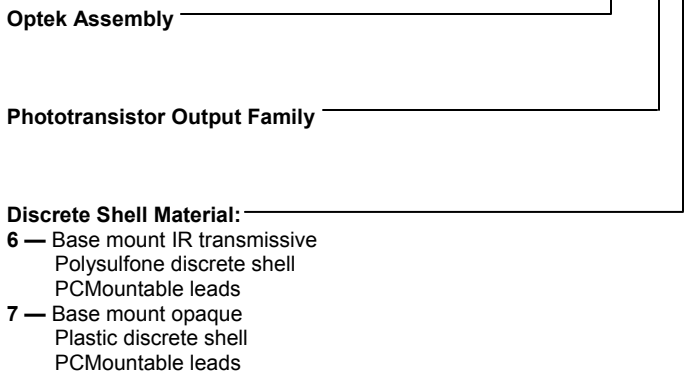 Optek Assembly
Phototransistor Output Family
Discrete Shell Material:
6 — Base mount IR transmissive
Polysulfone discrete shell
PCMountable leads
7 — Base mount opaque
Plastic discrete shell
PCMountable leads